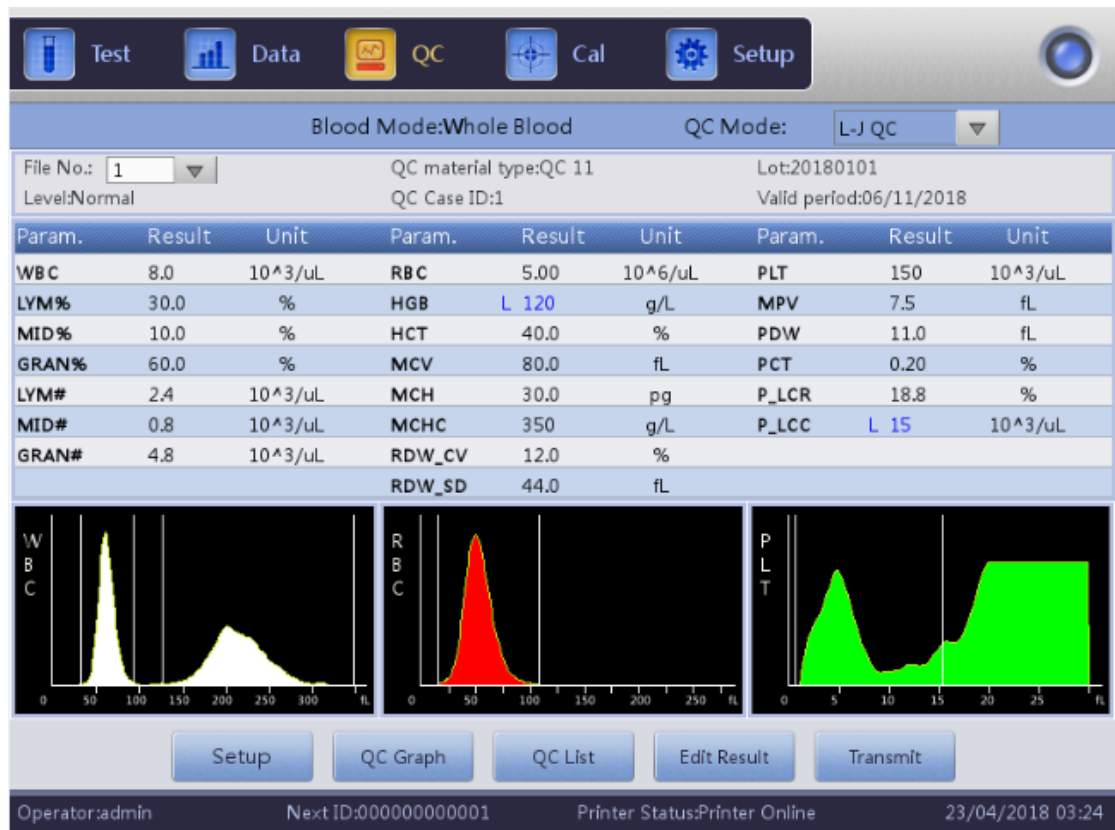 Test Data QC Cal Setup
Blood Mode:Whole Blood QC Mode: L-J QC
File No.: 1 QC material type:QC 11 Lot:20180101
Level:Normal QC Case ID:1 Valid period:06/11/2018
Param. Result Unit Param. Result Unit Param. Result Unit
WBC 8.0 10^3/uL RBC 5.00 10^6/uL PLT 150 10^3/uL
LYM% 30.0 % HGB L 120 g/L MPV 7.5 fL
MID% 10.0 % HCT 40.0 % PDW 11.0 fL
GRAN% 60.0 % MCV 80.0 fL PCT 0.20 %
LYM# 2.4 10^3/uL MCH 30.0 pg P_LCR 18.8 %
MID# 0.8 10^3/uL MCHC 350 g/L P_LCC L 15 10^3/uL
GRAN# 4.8 10^3/uL RDW_CV 12.0 %
RDW_SD 44.0 fL
WBC RBC PLT
0 50 100 150 200 250 300 fL 0 50 100 150 200 250 fL 0 5 10 15 20 25 fL
Setup QC Graph QC List Edit Result Transmit
Operator:admin Next ID:000000000001 Printer Status:Printer Online 23/04/2018 03:24